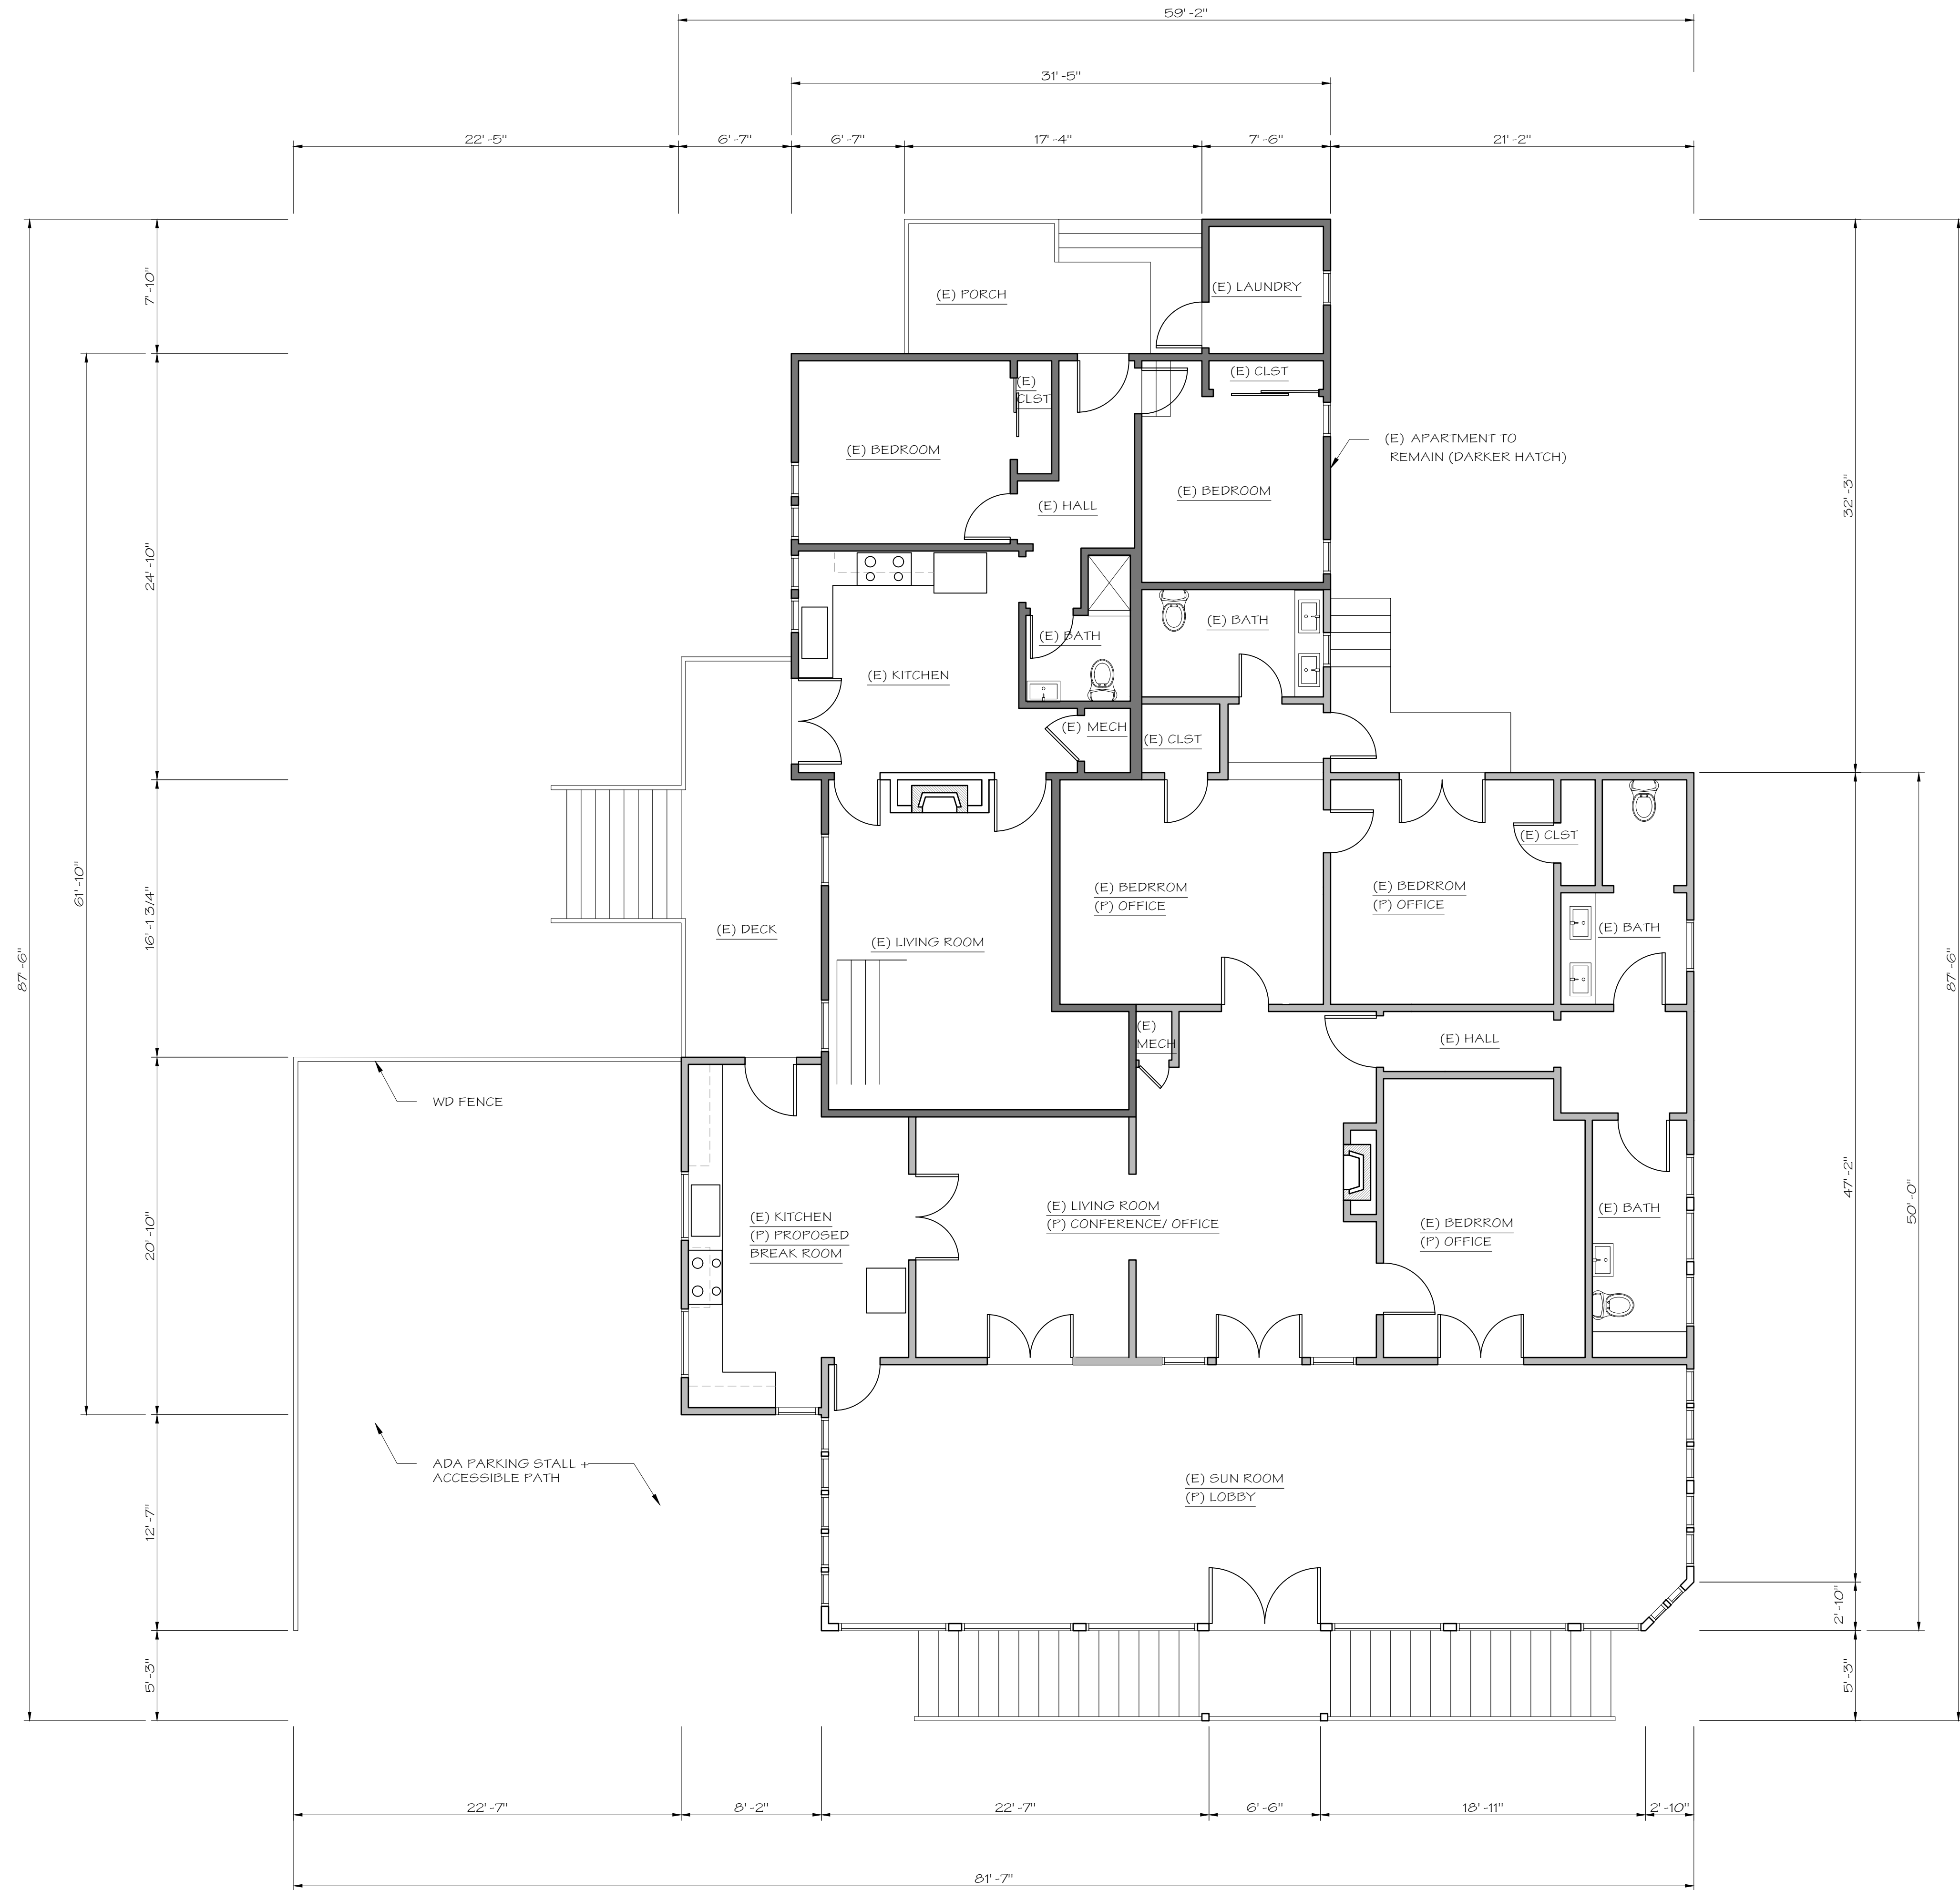 59'-2"
31'-5"
22'-5"
6'-7"
6'-7"
17'-4"
7'-6"
21'-2"
7'-10"
(E) PORCH
(E) LAUNDRY
(E) CLST
(E)
CLST
(E) BEDROOM
(E) APARTMENT TO
REMAIN (DARKER HATCH)
(E) BEDROOM
(E) HALL
32'-3"
24'-10"
(E) BATH
(E) BATH
(E) KITCHEN
(E) MECH
(E) CLST
(E) CLST
61'-10"
87'-6"
16'-1 3/4"
(E) BEDRROM
(P) OFFICE
(E) BEDRROM
(P) OFFICE
(E) DECK
(E) LIVING ROOM
(E) BATH
87'-6"
(E)
MECH
(E) HALL
WD FENCE
47'-2"
50'-0"
20'-10"
(E) KITCHEN
(P) PROPOSED
BREAK ROOM
(E) LIVING ROOM
(P) CONFERENCE/ OFFICE
(E) BEDRROM
(P) OFFICE
(E) BATH
ADA PARKING STALL +
ACCESSIBLE PATH
(E) SUN ROOM
(P) LOBBY
12'-7"
2'-10"
5'-3"
5'-3"
22'-7"
8'-2"
22'-7"
6'-6"
18'-11"
2'-10"
81'-7"